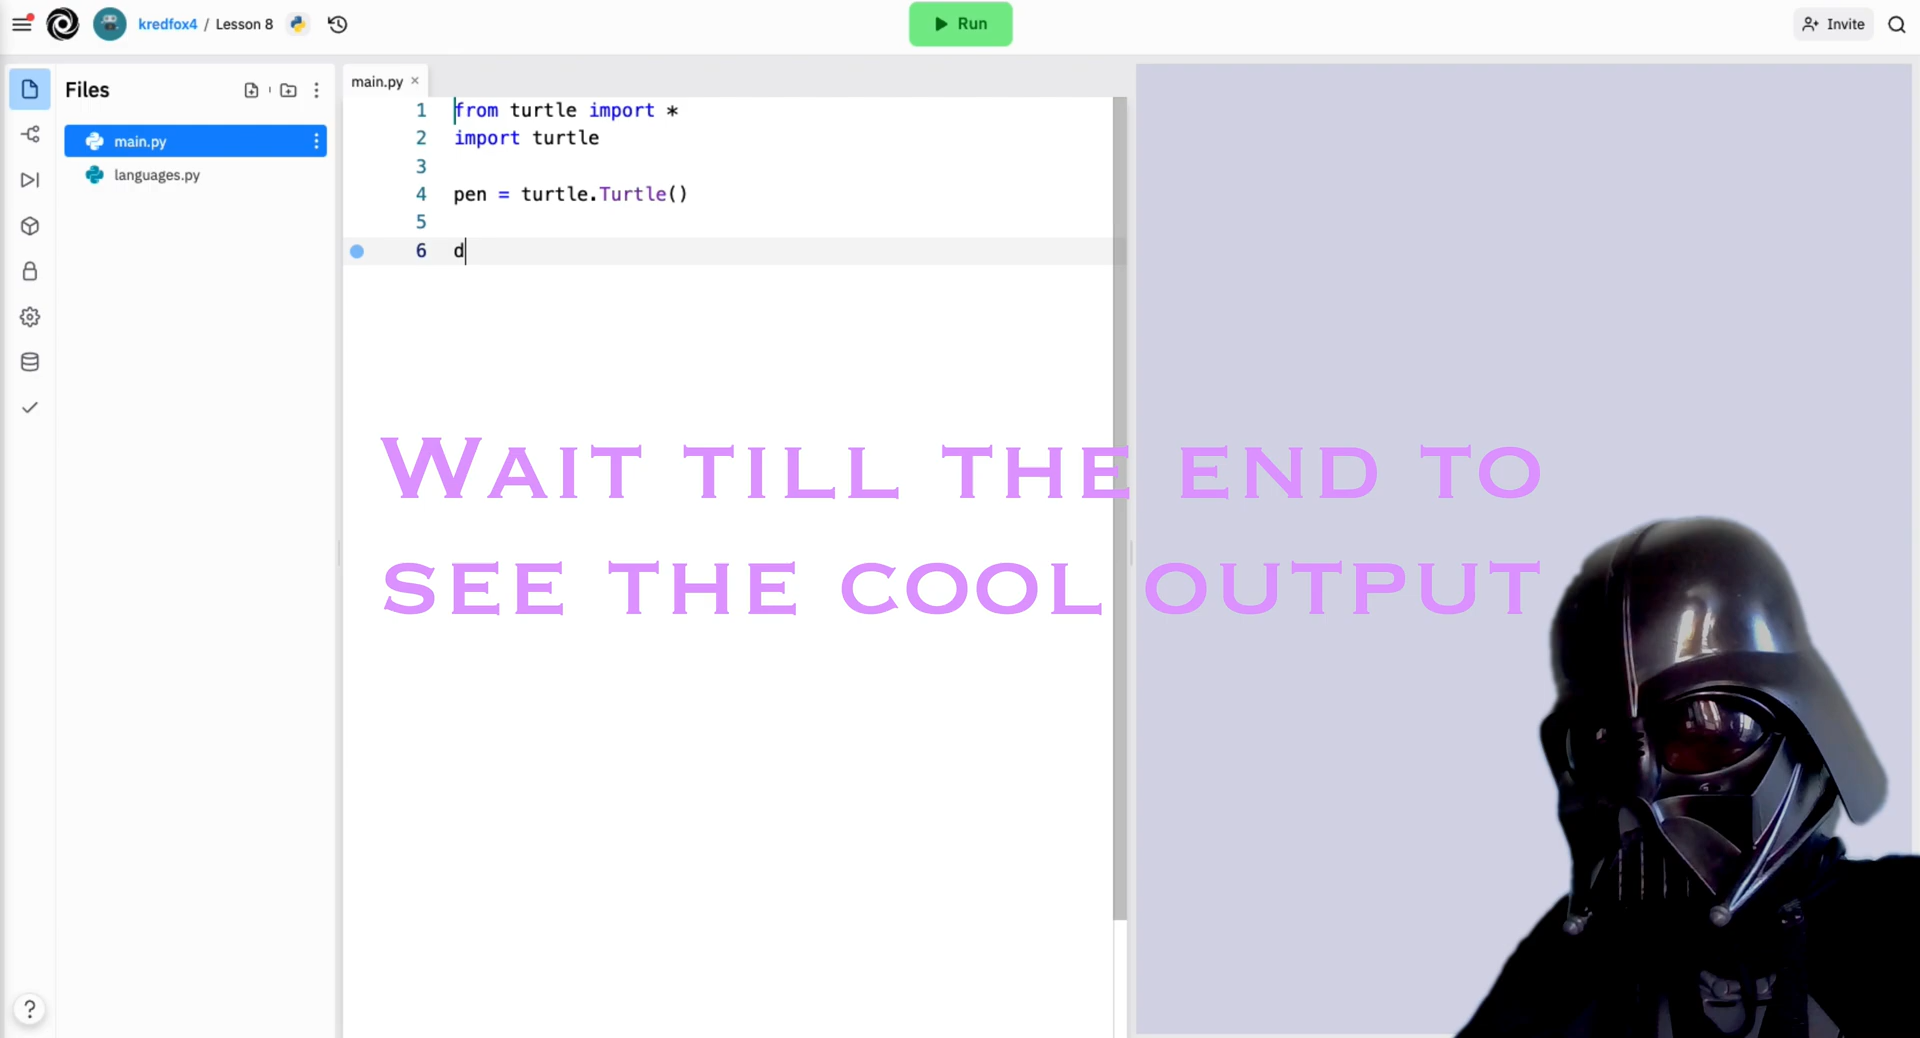 kredfox4 / Lesson 8
Run
Invite
Files
main.py
languages.py
main.py ×
1 from turtle import *
2 import turtle
3
4 pen = turtle.Turtle()
5
6 d
WAIT TILL THE END TO
SEE THE COOL OUTPUT
?